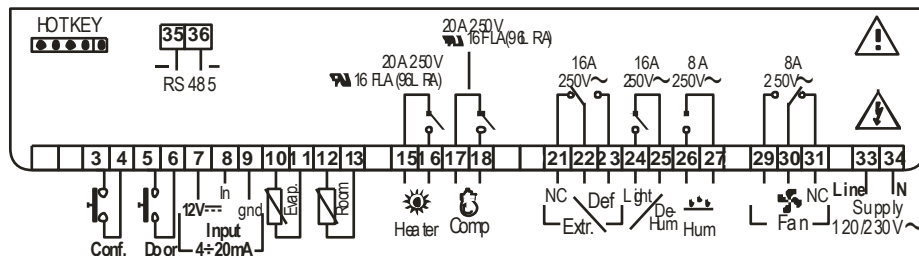 HOTKEY
35 36
RS 485
20A 250V
16 FLA (96L RA)
20A 250V
16 FLA (96L RA)
16A
250V~
16A
250V~
8A
250V~
8A
250V~
3 4 5 6 7 8 9 10 11 12 13 15 16 17 18 21 22 23 24 25 26 27 29 30 31 33 34
Conf.
Door
12V
In
gnd
Input
4÷20mA
Evap.
Room
Heater
Comp
NC
Def
Extr.
Light
De-
Hum
Hum
NC
Fan
Line N
Supply
120/230V~